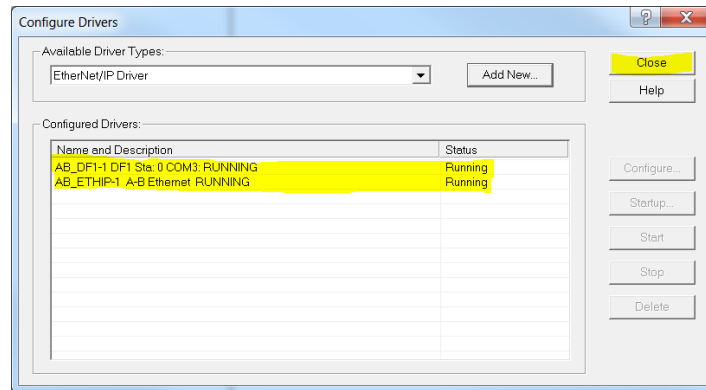 Configure Drivers
Available Driver Types:
EtherNet/IP Driver
Add New...
Close
Help
Configured Drivers:
Name and Description Status
AB_DF1-1 DF1 Sta: 0 COM3: RUNNING Running
AB_ETHIP-1 A-B Ethernet RUNNING Running
Configure...
Startup...
Start
Stop
Delete